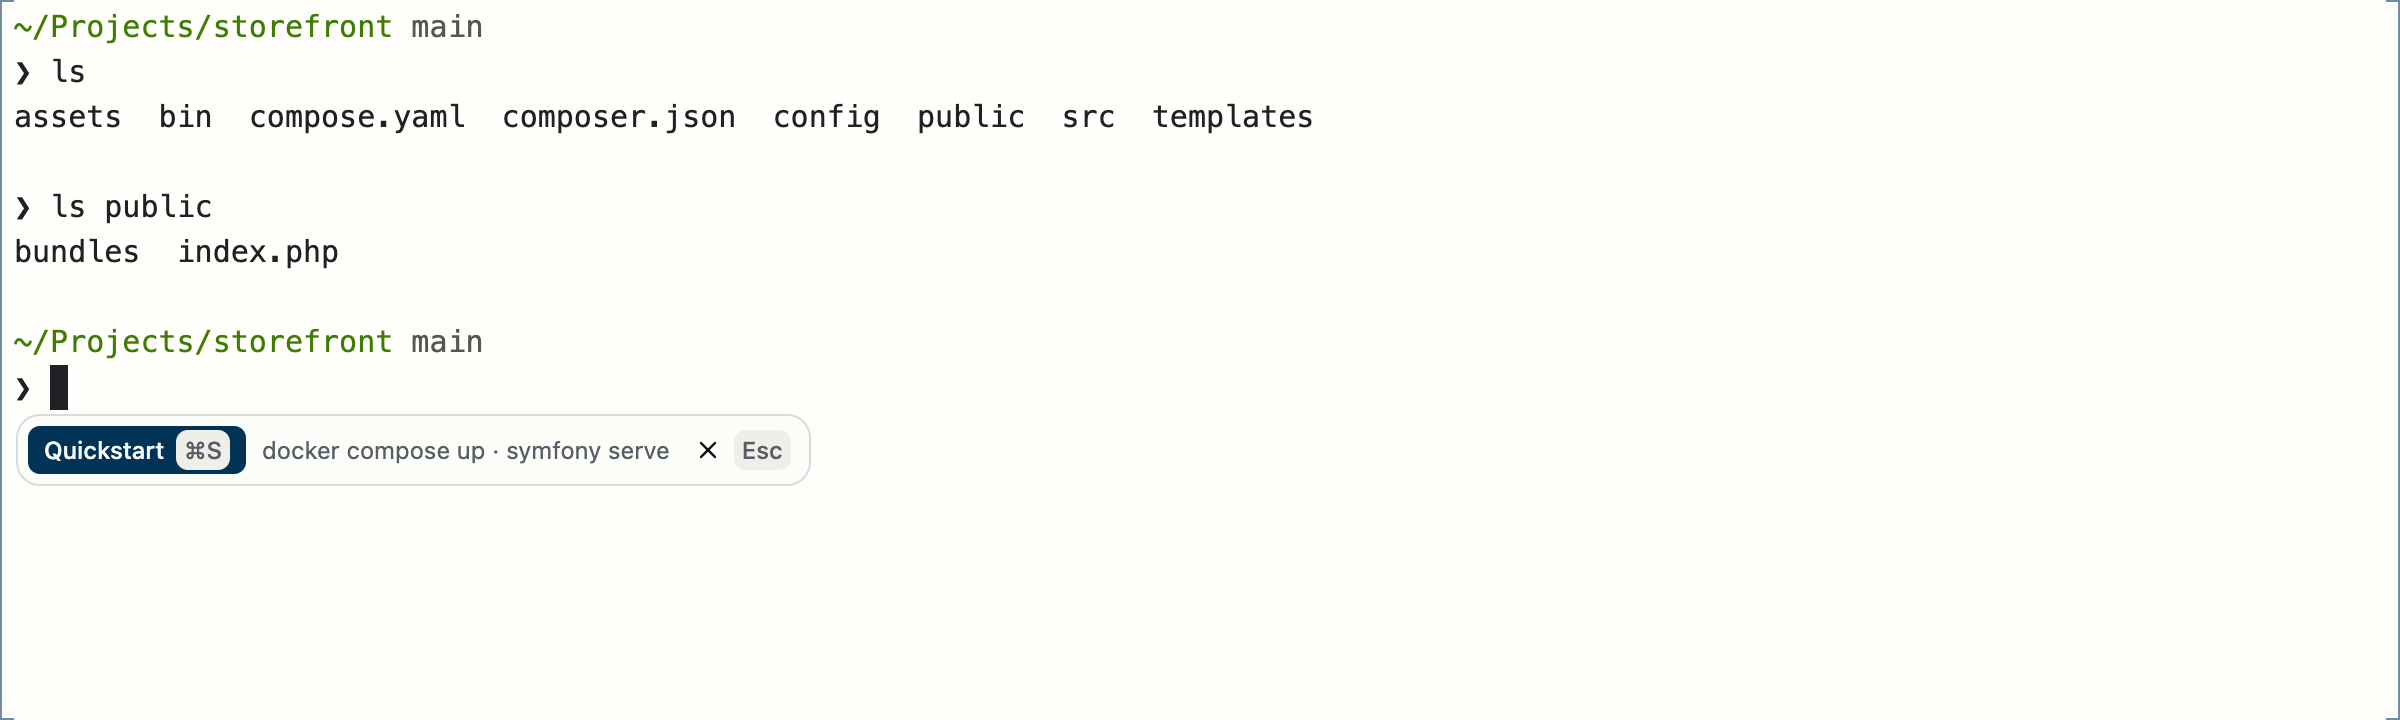 ~/Projects/storefront main
❯ ls
assets  bin  compose.yaml  composer.json  config  public  src  templates
❯ ls public
bundles  index.php
~/Projects/storefront main
❯
Quickstart ⌘S docker compose up · symfony serve ✕ Esc